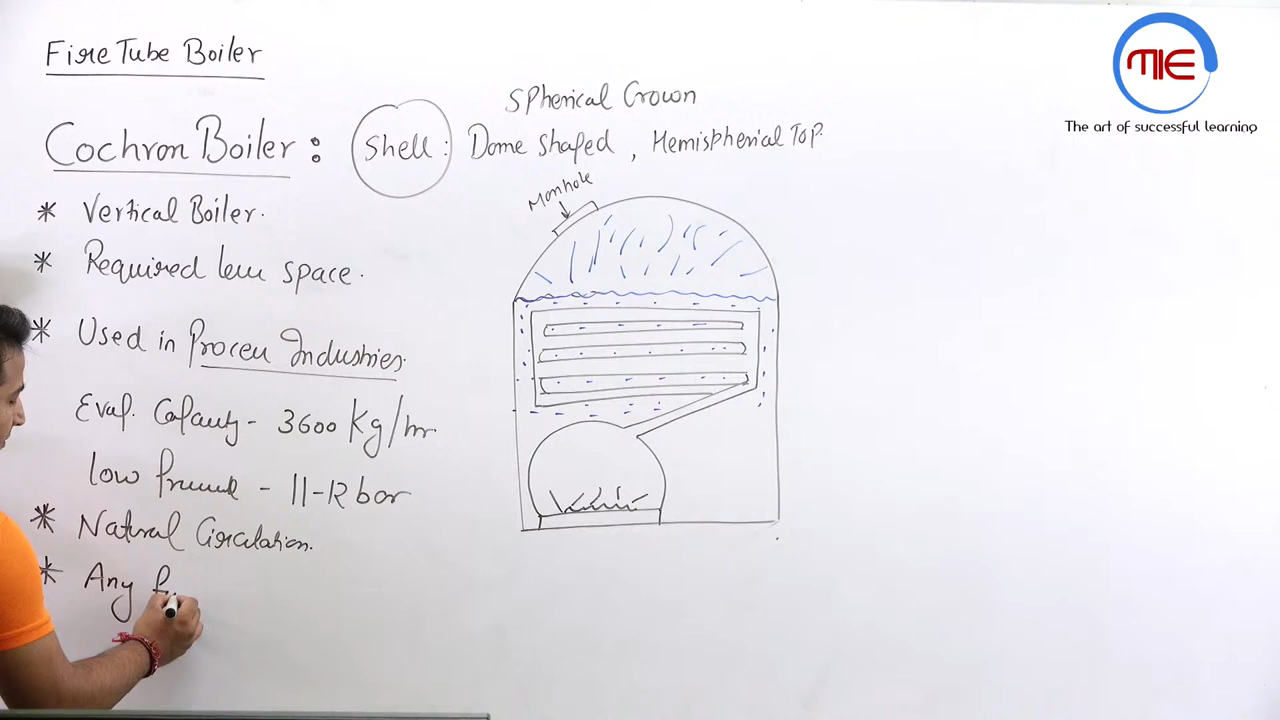 Fire Tube Boiler
MIE
The art of successful learning
Spherical Crown
Cochron Boiler : Shell : Dome Shaped , Hemispherial Top.
Manhole
* Vertical Boiler.
* Required less space.
* Used in Process Industries.
Evap. Capacity - 3600 Kg/hr
low Pressure - 11-12 bar
* Natural Circulation.
* Any